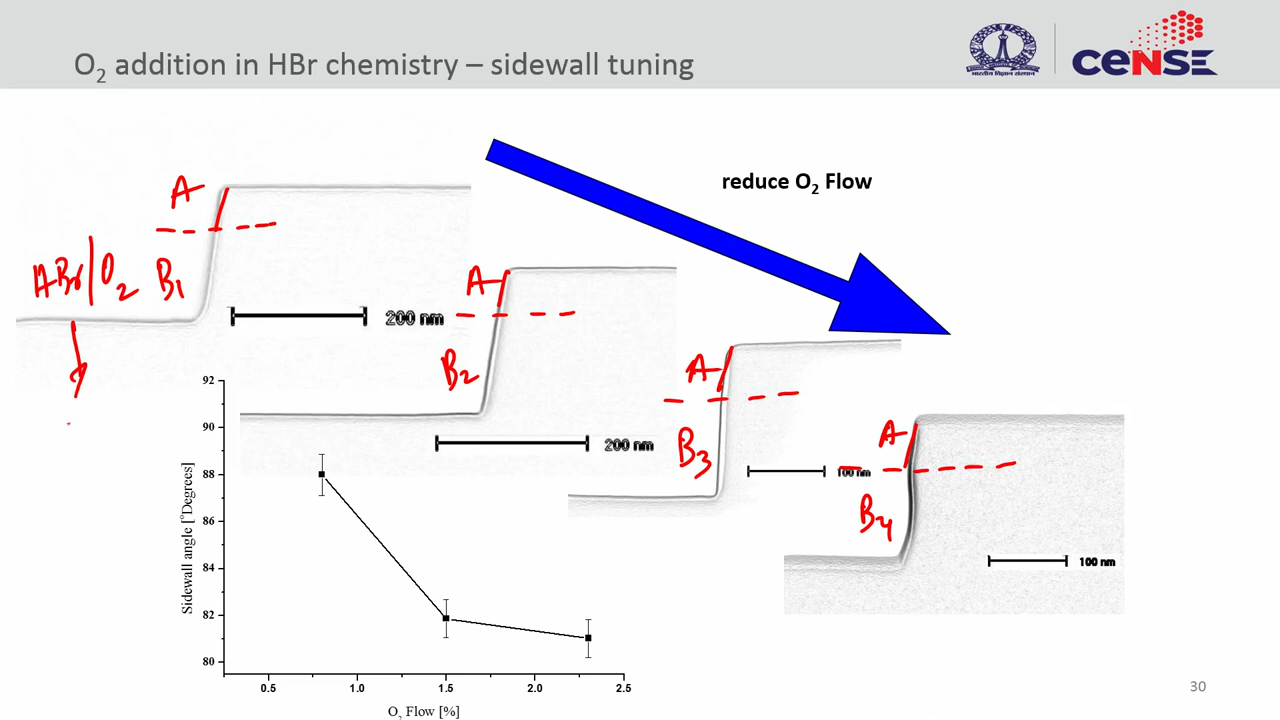 O₂ addition in HBr chemistry – sidewall tuning
भारतीय विज्ञान संस्थान
CeNSE
reduce O₂ Flow
A
HBr/O₂ B₁
200 nm
A
B₂
200 nm
A
B₃
100 nm
A
B₄
100 nm
92
90
88
86
84
82
80
Sidewall angle [°Degrees]
0.5 1.0 1.5 2.0 2.5
O₂ Flow [%]
30